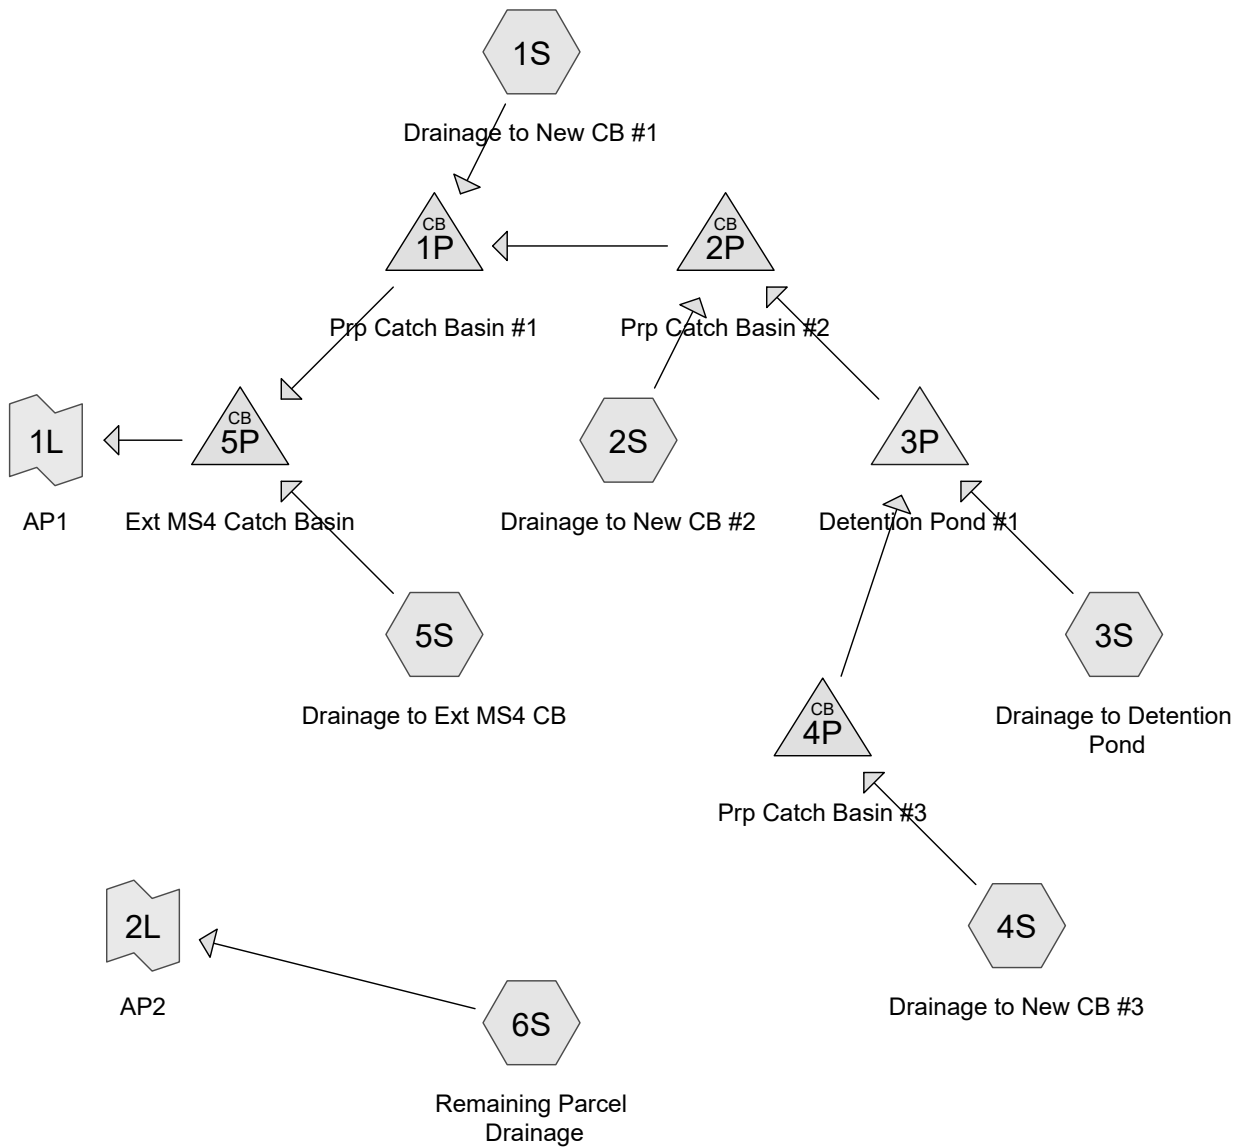 1S
Drainage to New CB #1
CB
1P
Prp Catch Basin #1
CB
2P
Prp Catch Basin #2
1L
AP1
CB
5P
Ext MS4 Catch Basin
2S
Drainage to New CB #2
3P
Detention Pond #1
5S
Drainage to Ext MS4 CB
3S
Drainage to Detention
Pond
CB
4P
Prp Catch Basin #3
2L
AP2
4S
Drainage to New CB #3
6S
Remaining Parcel
Drainage